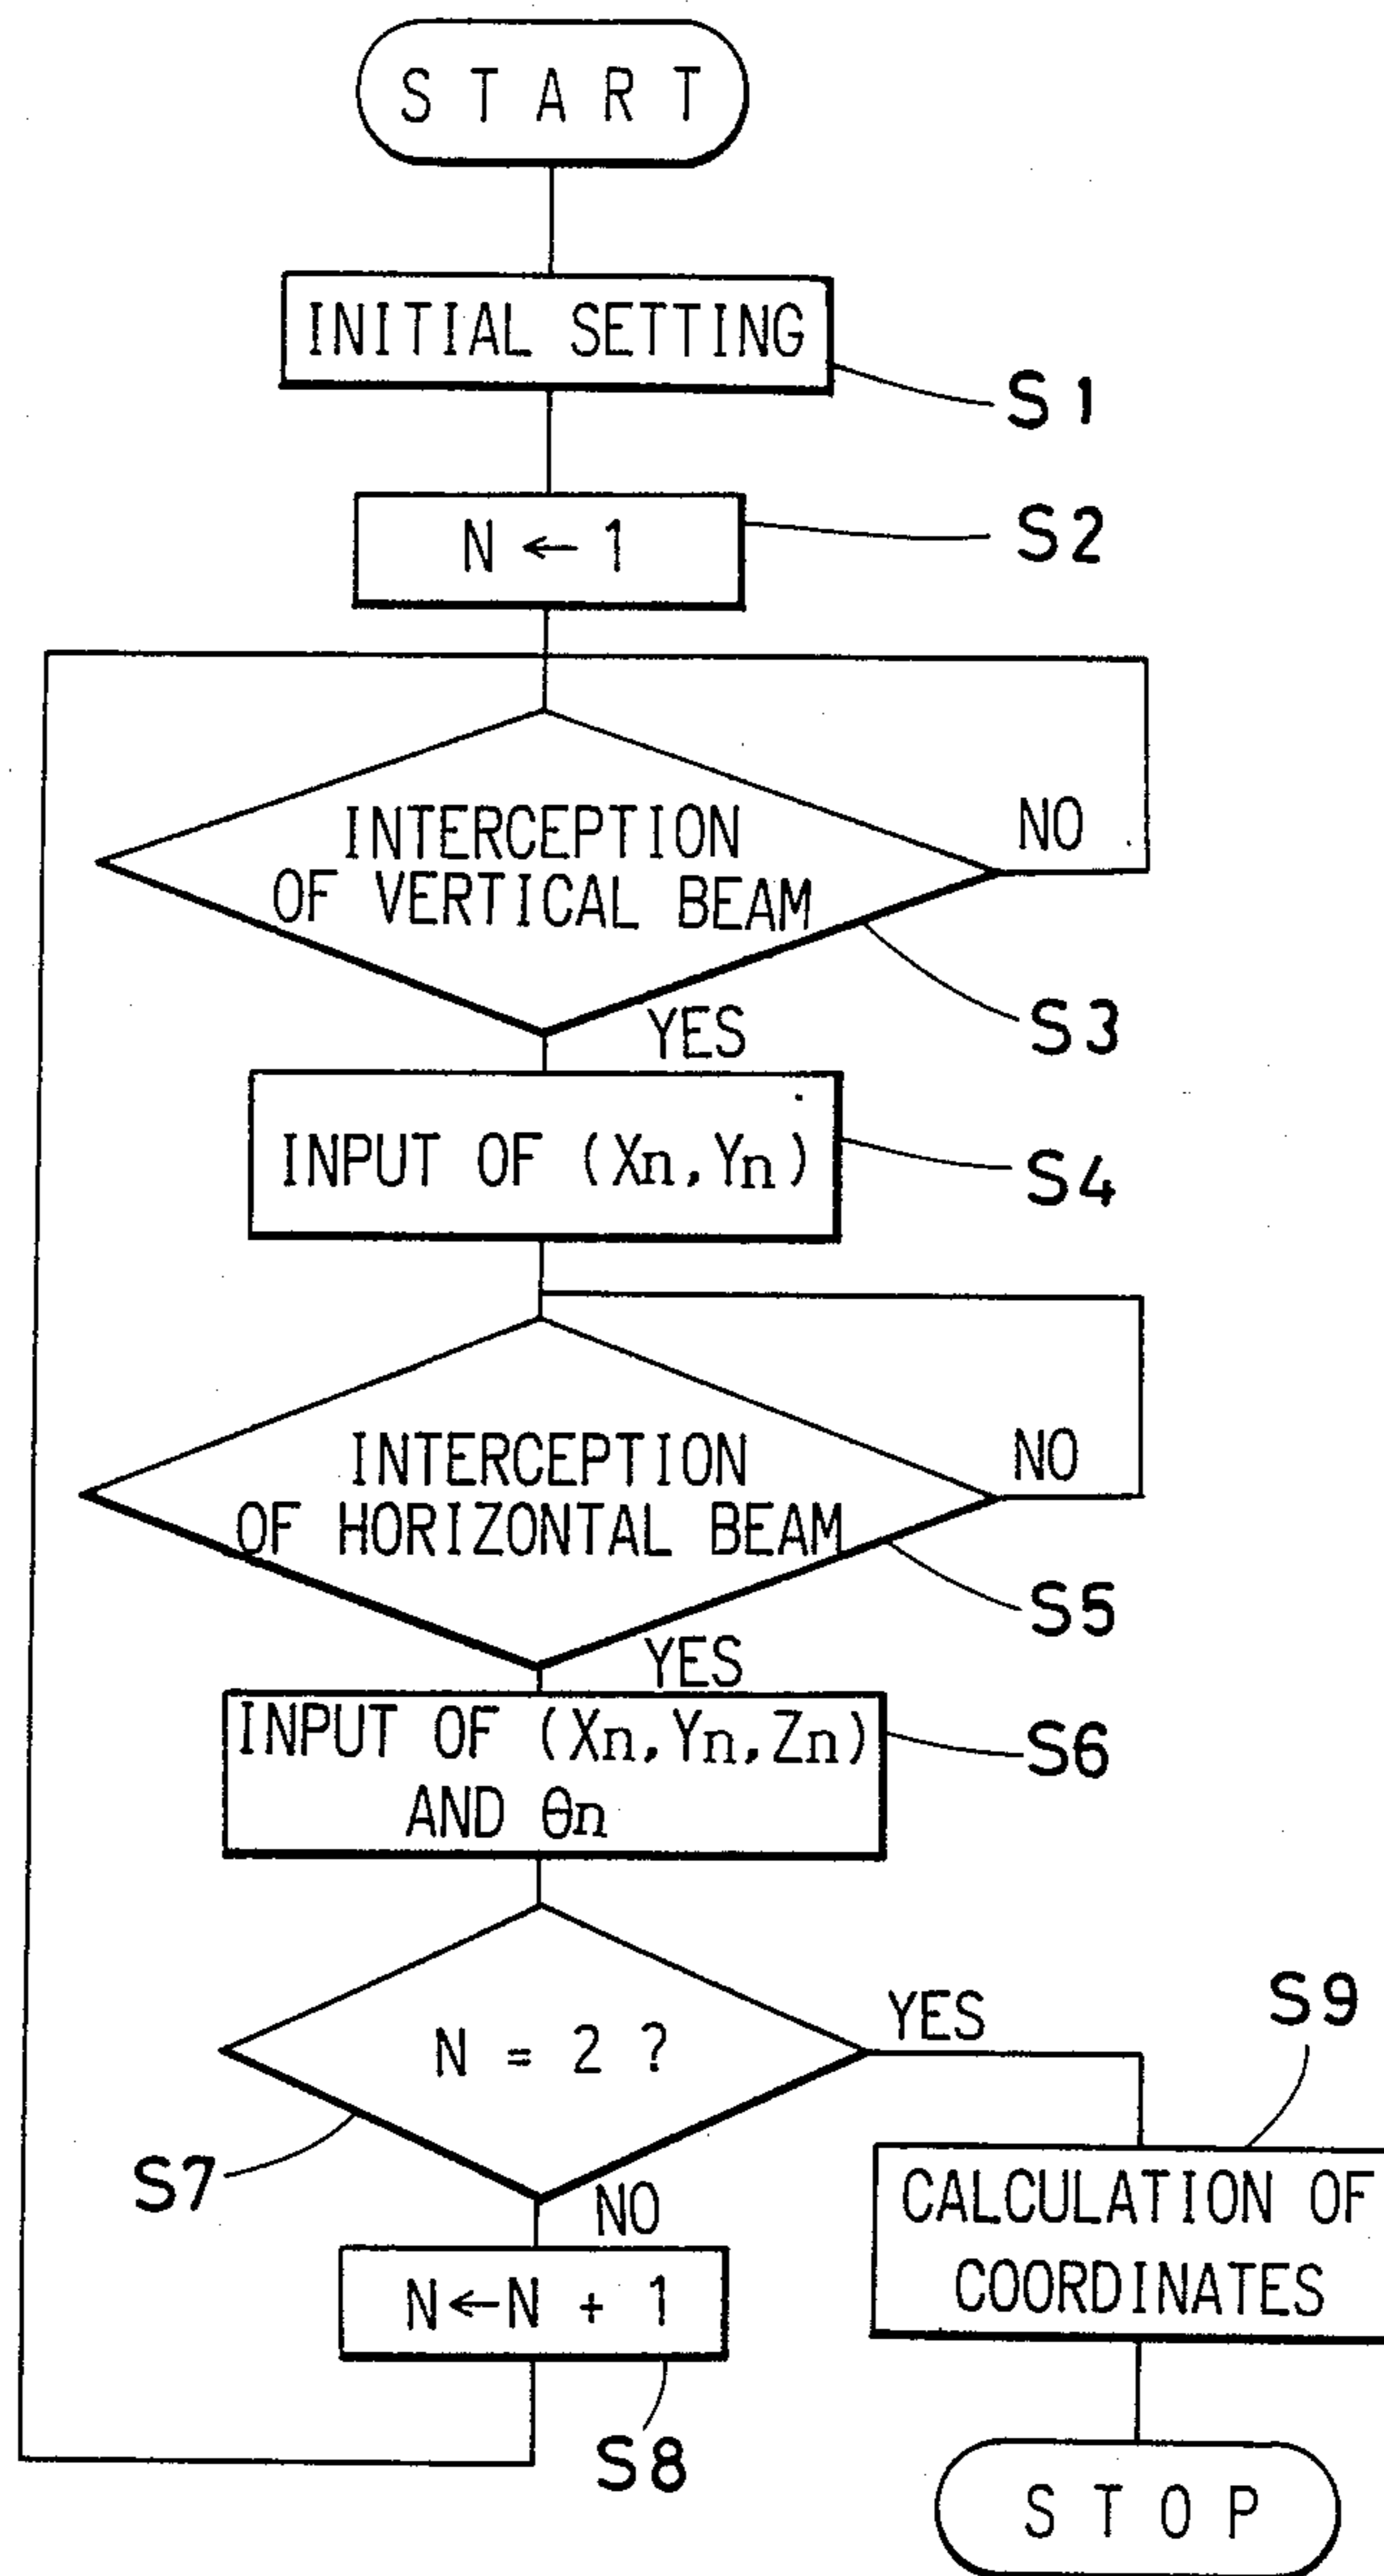 START
INITIAL SETTING
S1
N ← 1
S2
INTERCEPTION
OF VERTICAL BEAM
NO
S3
YES
INPUT OF (Xn, Yn)
S4
INTERCEPTION
OF HORIZONTAL BEAM
NO
S5
YES
INPUT OF (Xn, Yn, Zn)
AND θn
S6
N = 2 ?
YES
S9
S7
NO
CALCULATION OF
COORDINATES
N←N + 1
S8
STOP